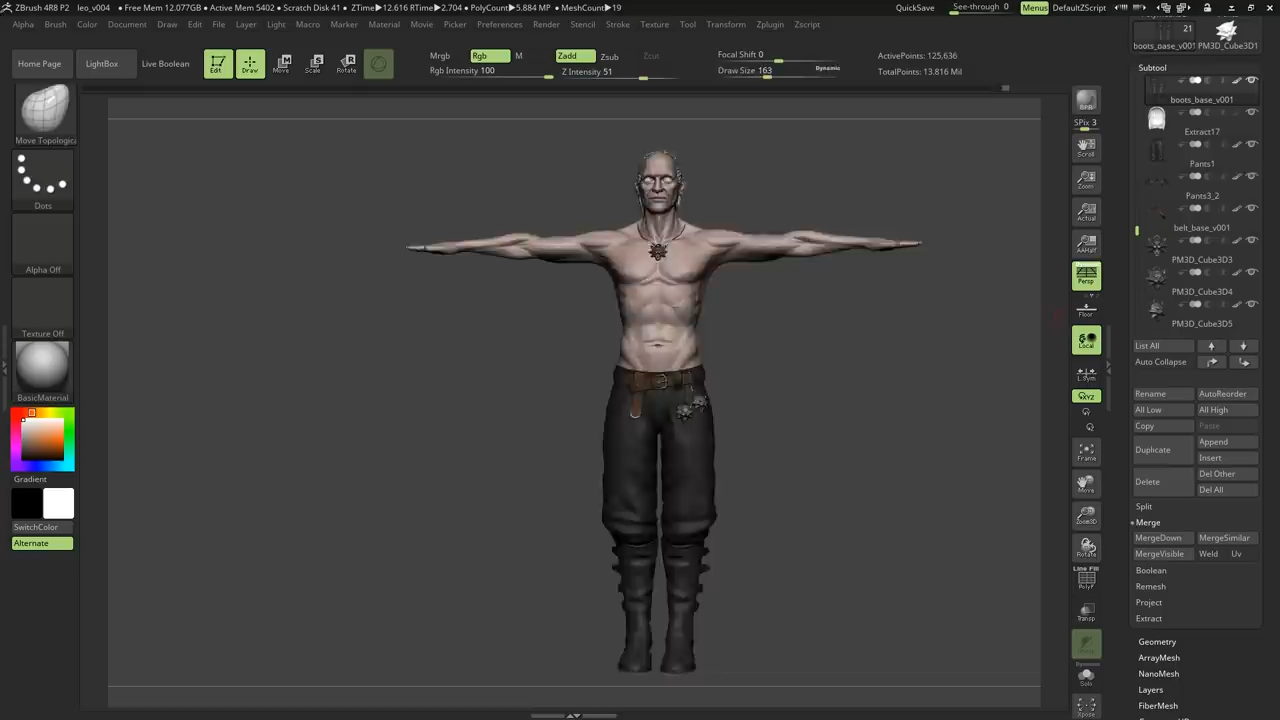 ZBrush 4R8 P2 leo_v004 ● Free Mem 12.077GB ● Active Mem 5402 ● Scratch Disk 41 ● ZTime▶12.616 RTime▶2.704 ● PolyCount▶5.884 MP ● MeshCount▶19 QuickSave See-through 0 Menus DefaultZScript
Alpha Brush Color Document Draw Edit File Layer Light Macro Marker Material Movie Picker Preferences Render Stencil Stroke Texture Tool Transform Zplugin Zscript
Home Page LightBox Live Boolean Edit Draw Move Scale Rotate
Mrgb Rgb M Zadd Zsub Zcut Focal Shift 0 ActivePoints: 125,636
Rgb Intensity 100 Z Intensity 51 Draw Size 163 Dynamic TotalPoints: 13.816 Mil
Move Topologica
Dots
Alpha Off
Texture Off
BasicMaterial
Gradient
SwitchColor
Alternate
BPR
SPix 3
Scroll
Zoom
Actual
AAHalf
Persp
Floor
Local
L.Sym
XYZ
Frame
Move
Zoom3D
Rotate
Line Fill
PolyF
Transp
Dynamic
Solo
Xpose
21
boots_base_v001 PM3D_Cube3D1
Subtool
boots_base_v001
Extract17
Pants1
Pants3_2
belt_base_v001
PM3D_Cube3D3
PM3D_Cube3D4
PM3D_Cube3D5
List All
Auto Collapse
Rename AutoReorder
All Low All High
Copy Paste
Duplicate Append
Insert
Delete Del Other
Del All
Split
Merge
MergeDown MergeSimilar
MergeVisible Weld Uv
Boolean
Remesh
Project
Extract
Geometry
ArrayMesh
NanoMesh
Layers
FiberMesh